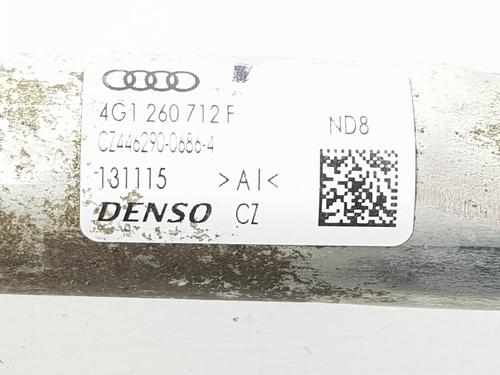 4G1 260 712 F
ND8
CZ446290-0686-4
131115 >AI<
DENSO CZ